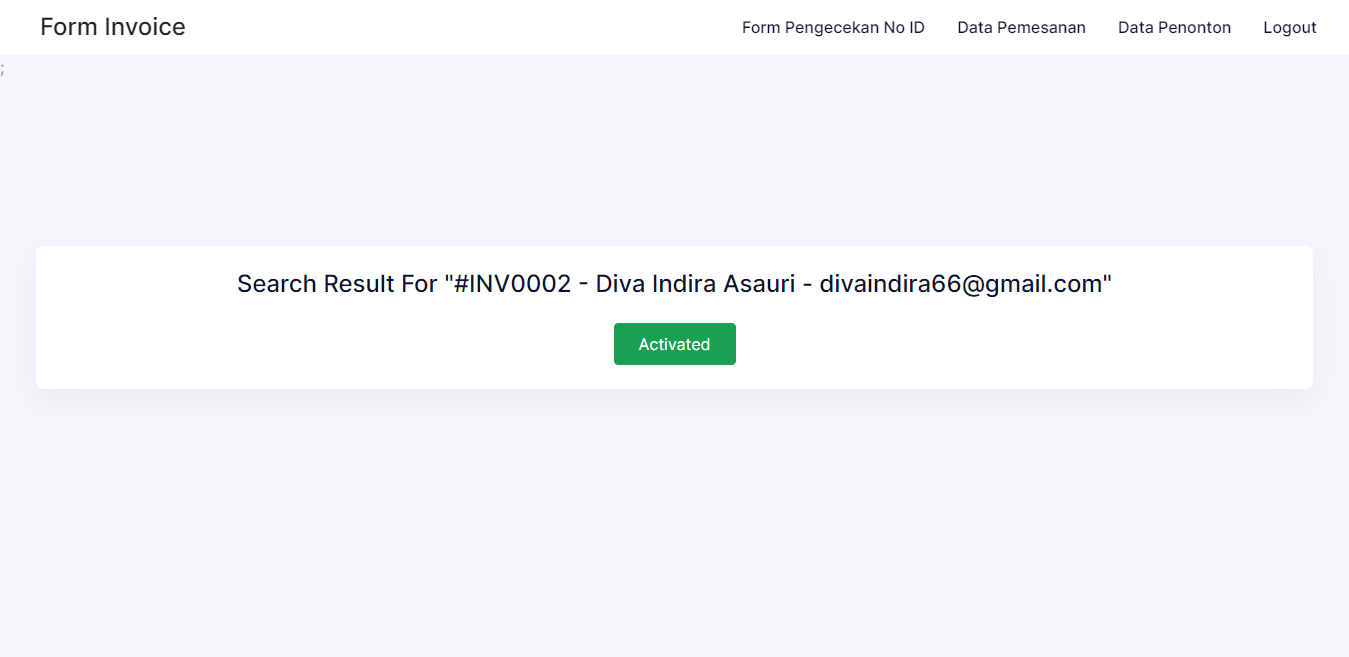 Form Invoice Form Pengecekan No ID Data Pemesanan Data Penonton Logout
;
Search Result For "#INV0002 - Diva Indira Asauri - divaindira66@gmail.com"
Activated